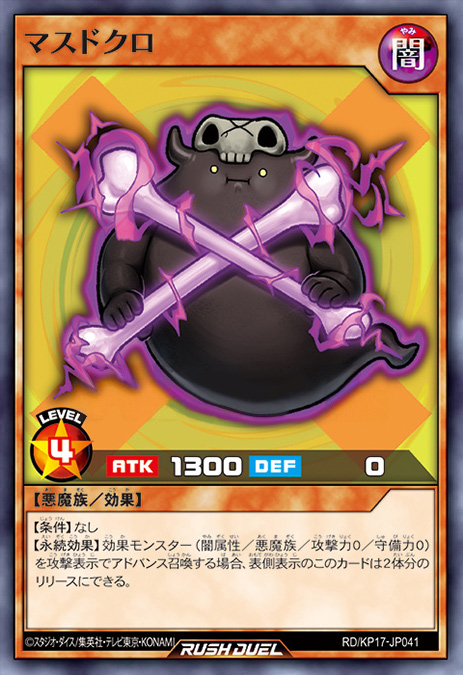 マスドクロ
やみ
闇
LEVEL
4
ATK 1300 DEF 0
【悪魔族／効果】
【条件】なし
【永続効果】効果モンスター（闇属性／悪魔族／攻撃力0／守備力0）
を攻撃表示でアドバンス召喚する場合、表側表示のこのカードは2体分の
リリースにできる。
©スタジオ・ダイス/集英社・テレビ東京・KONAMI
RUSH DUEL
RD/KP17-JP041